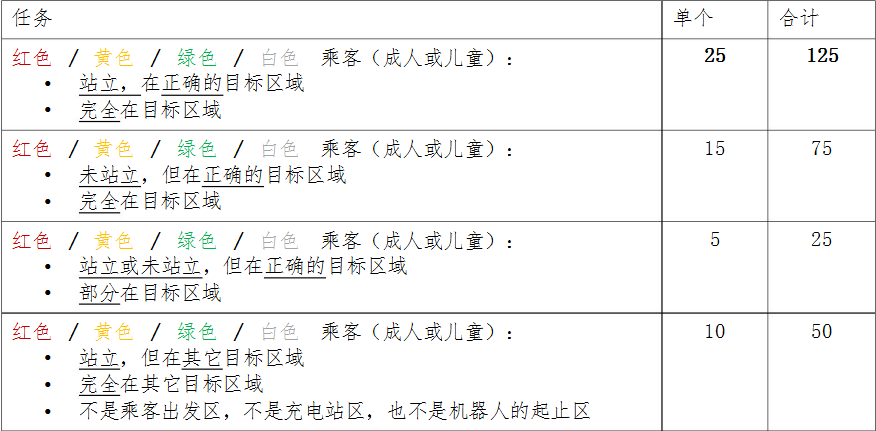 任务 单个 合计
红色 / 黄色 / 绿色 / 白色 乘客（成人或儿童）： 25 125
• 站立，在正确的目标区域
• 完全在目标区域
红色 / 黄色 / 绿色 / 白色 乘客（成人或儿童）： 15 75
• 未站立，但在正确的目标区域
• 完全在目标区域
红色 / 黄色 / 绿色 / 白色 乘客（成人或儿童）： 5 25
• 站立或未站立，但在正确的目标区域
• 部分在目标区域
红色 / 黄色 / 绿色 / 白色 乘客（成人或儿童）： 10 50
• 站立，但在其它目标区域
• 完全在其它目标区域
• 不是乘客出发区，不是充电站区，也不是机器人的起止区